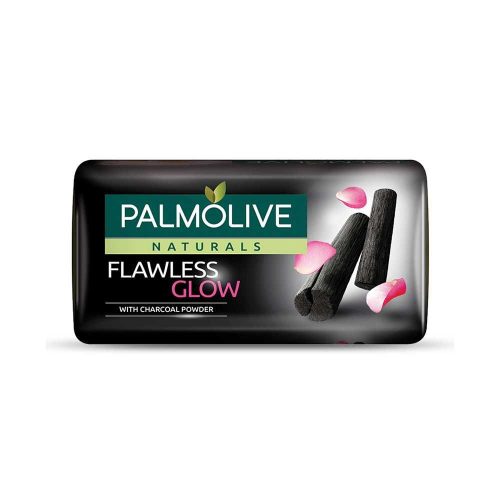 PALMOLIVE
NATURALS
FLAWLESS
GLOW
WITH CHARCOAL POWDER